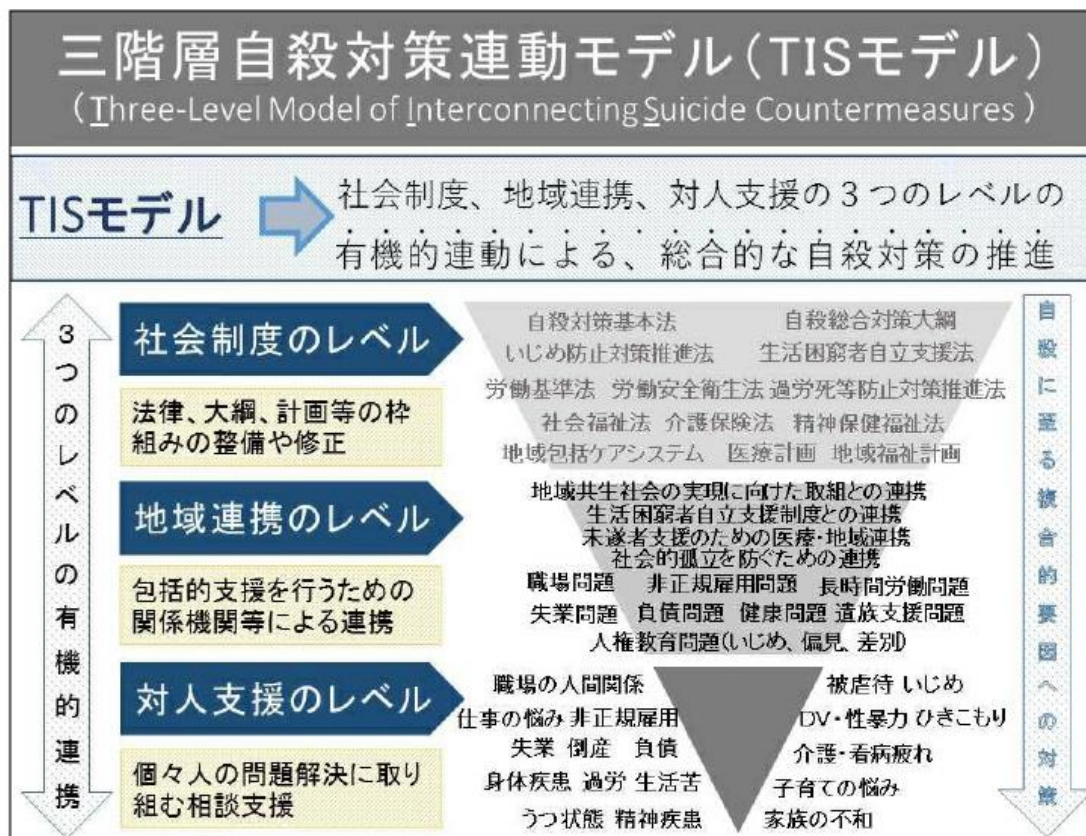 三階層自殺対策連動モデル(TISモデル)
(Three-Level Model of Interconnecting Suicide Countermeasures)
TISモデル
社会制度、地域連携、対人支援の3つのレベルの
有機的連動による、総合的な自殺対策の推進
3つのレベルの有機的連携
社会制度のレベル
法律、大綱、計画等の枠
組みの整備や修正
自殺対策基本法 自殺総合対策大綱
いじめ防止対策推進法 生活困窮者自立支援法
労働基準法 労働安全衛生法 過労死等防止対策推進法
社会福祉法 介護保険法 精神保健福祉法
地域包括ケアシステム 医療計画 地域福祉計画
地域連携のレベル
包括的支援を行うための
関係機関等による連携
地域共生社会の実現に向けた取組との連携
生活困窮者自立支援制度との連携
未遂者支援のための医療・地域連携
社会的孤立を防ぐための連携
職場問題 非正規雇用問題 長時間労働問題
失業問題 負債問題 健康問題 遺族支援問題
人権教育問題(いじめ、偏見、差別)
対人支援のレベル
個々人の問題解決に取り
組む相談支援
職場の人間関係 被虐待 いじめ
仕事の悩み 非正規雇用 DV・性暴力 ひきこもり
失業 倒産 負債 介護・看病疲れ
身体疾患 過労 生活苦 子育ての悩み
うつ状態 精神疾患 家族の不和
自殺に至る複合的要因への対策